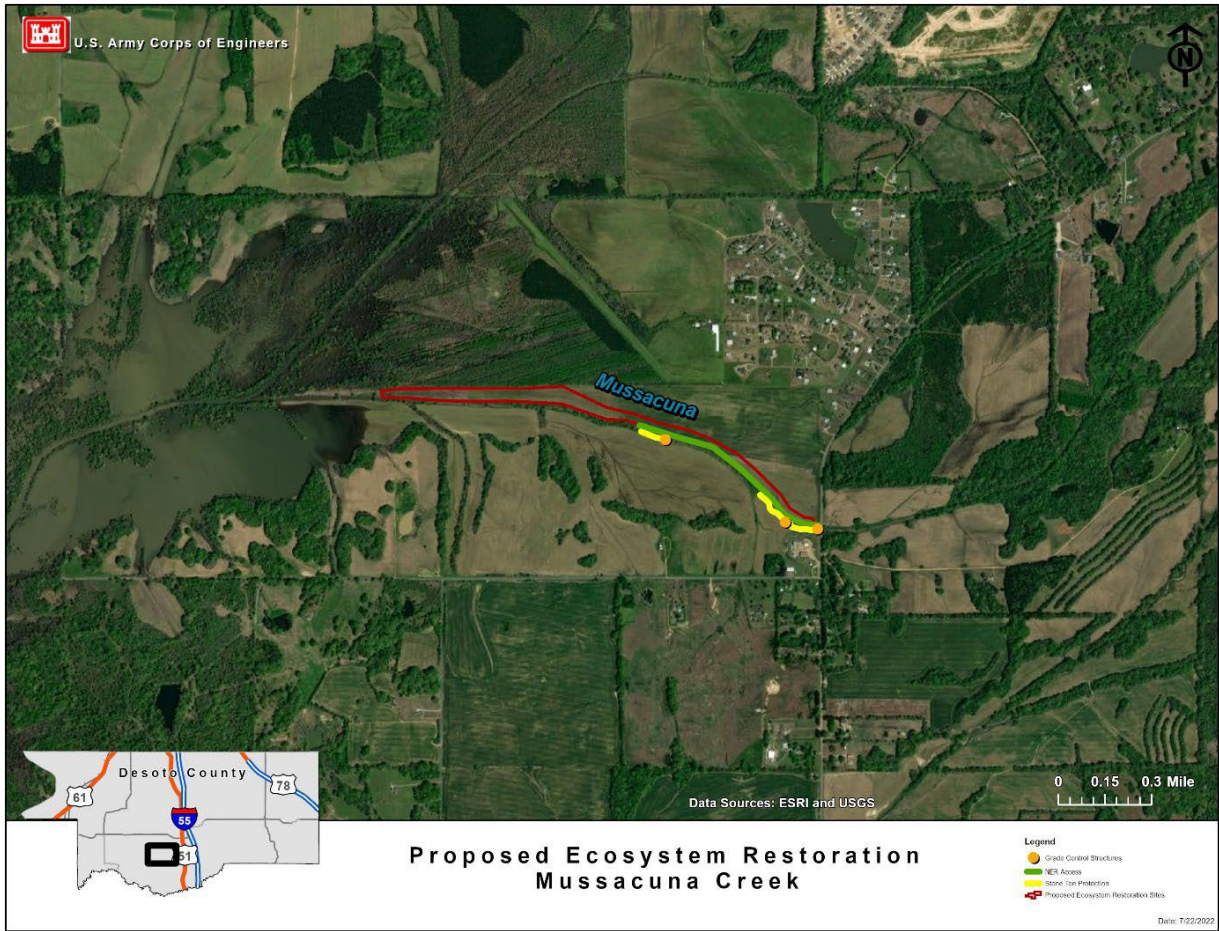 U.S. Army Corps of Engineers
N
Mussacuna
Desoto County
61
78
55
51
Data Sources: ESRI and USGS
0 0.15 0.3 Mile
Proposed Ecosystem Restoration
Mussacuna Creek
Legend
Grade Control Structures
NER Access
Stone Toe Protection
Proposed Ecosystem Restoration Sites
Date: 7/22/2022